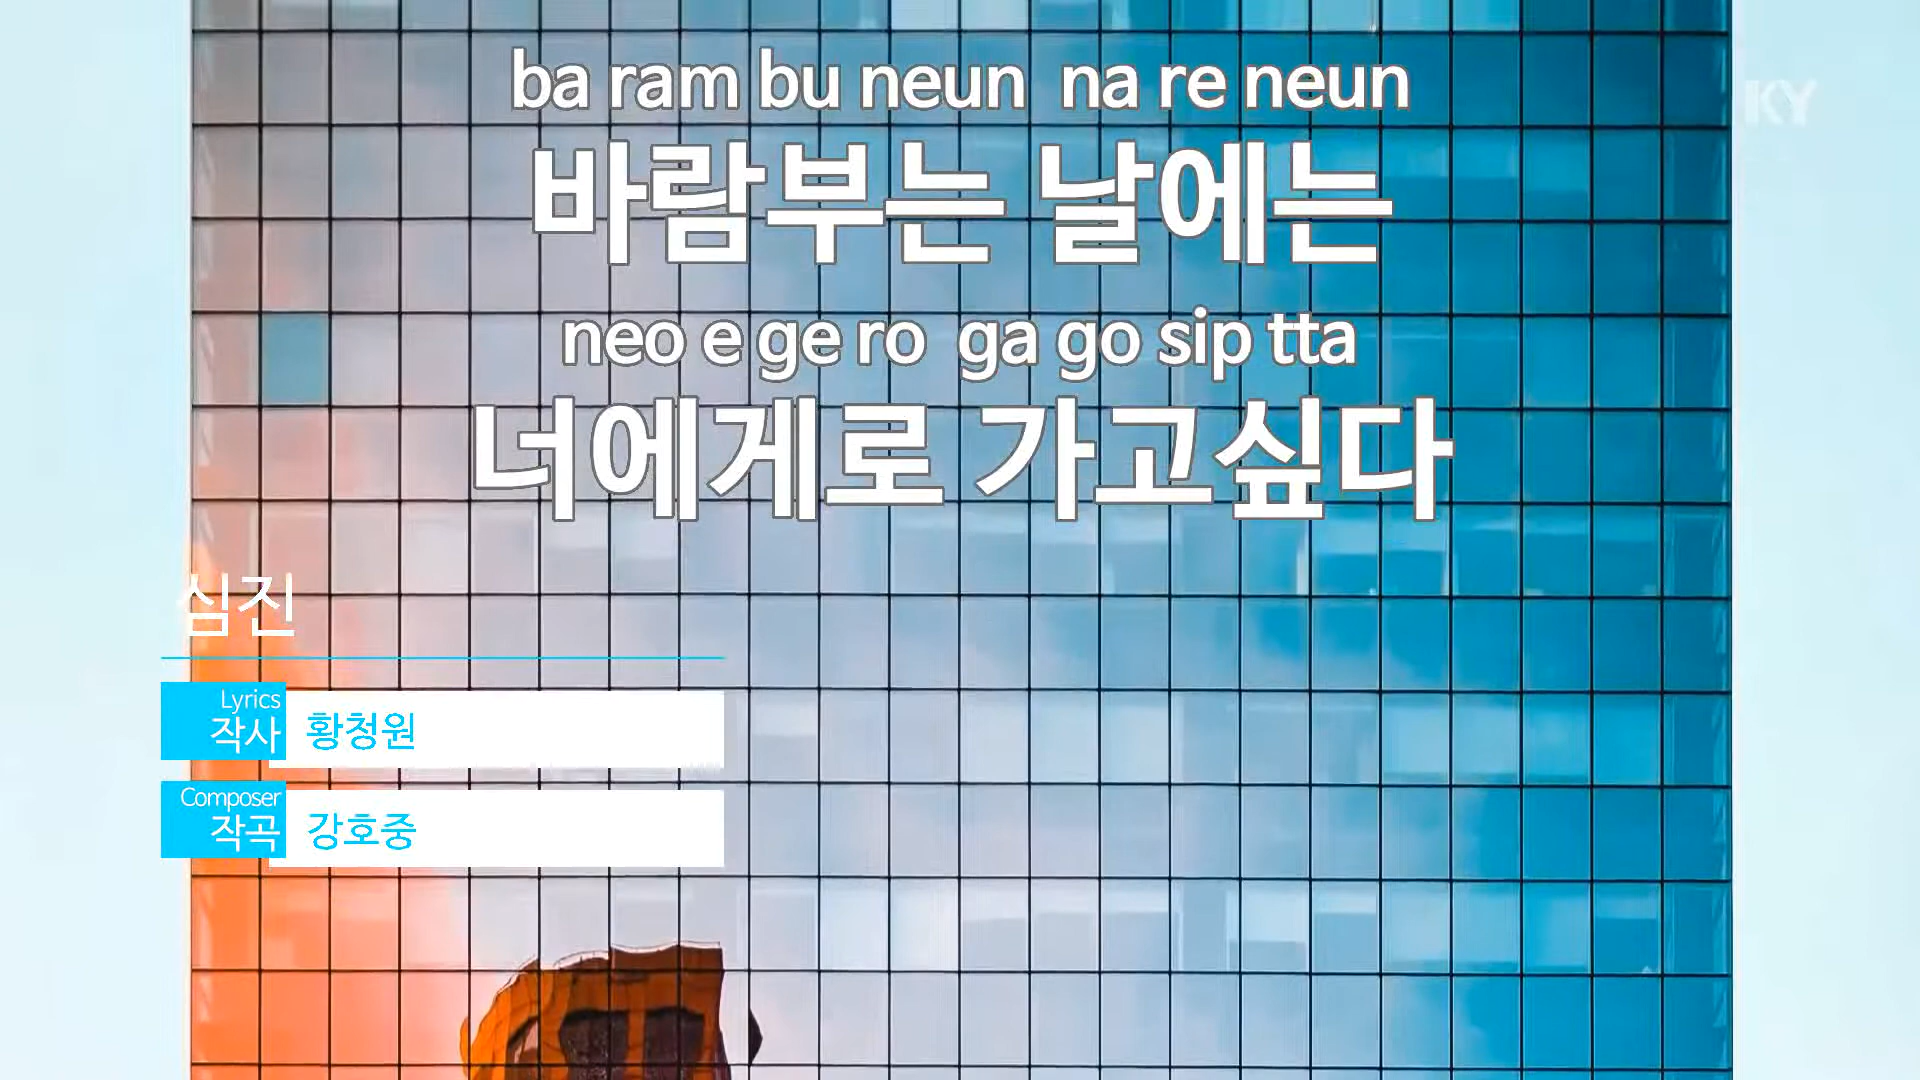 ba ram bu neun na re neun
KY
바람부는 날에는
neo e ge ro ga go sip tta
너에게로 가고싶다
심진
Lyrics
작사 황청원
Composer
작곡 강호중